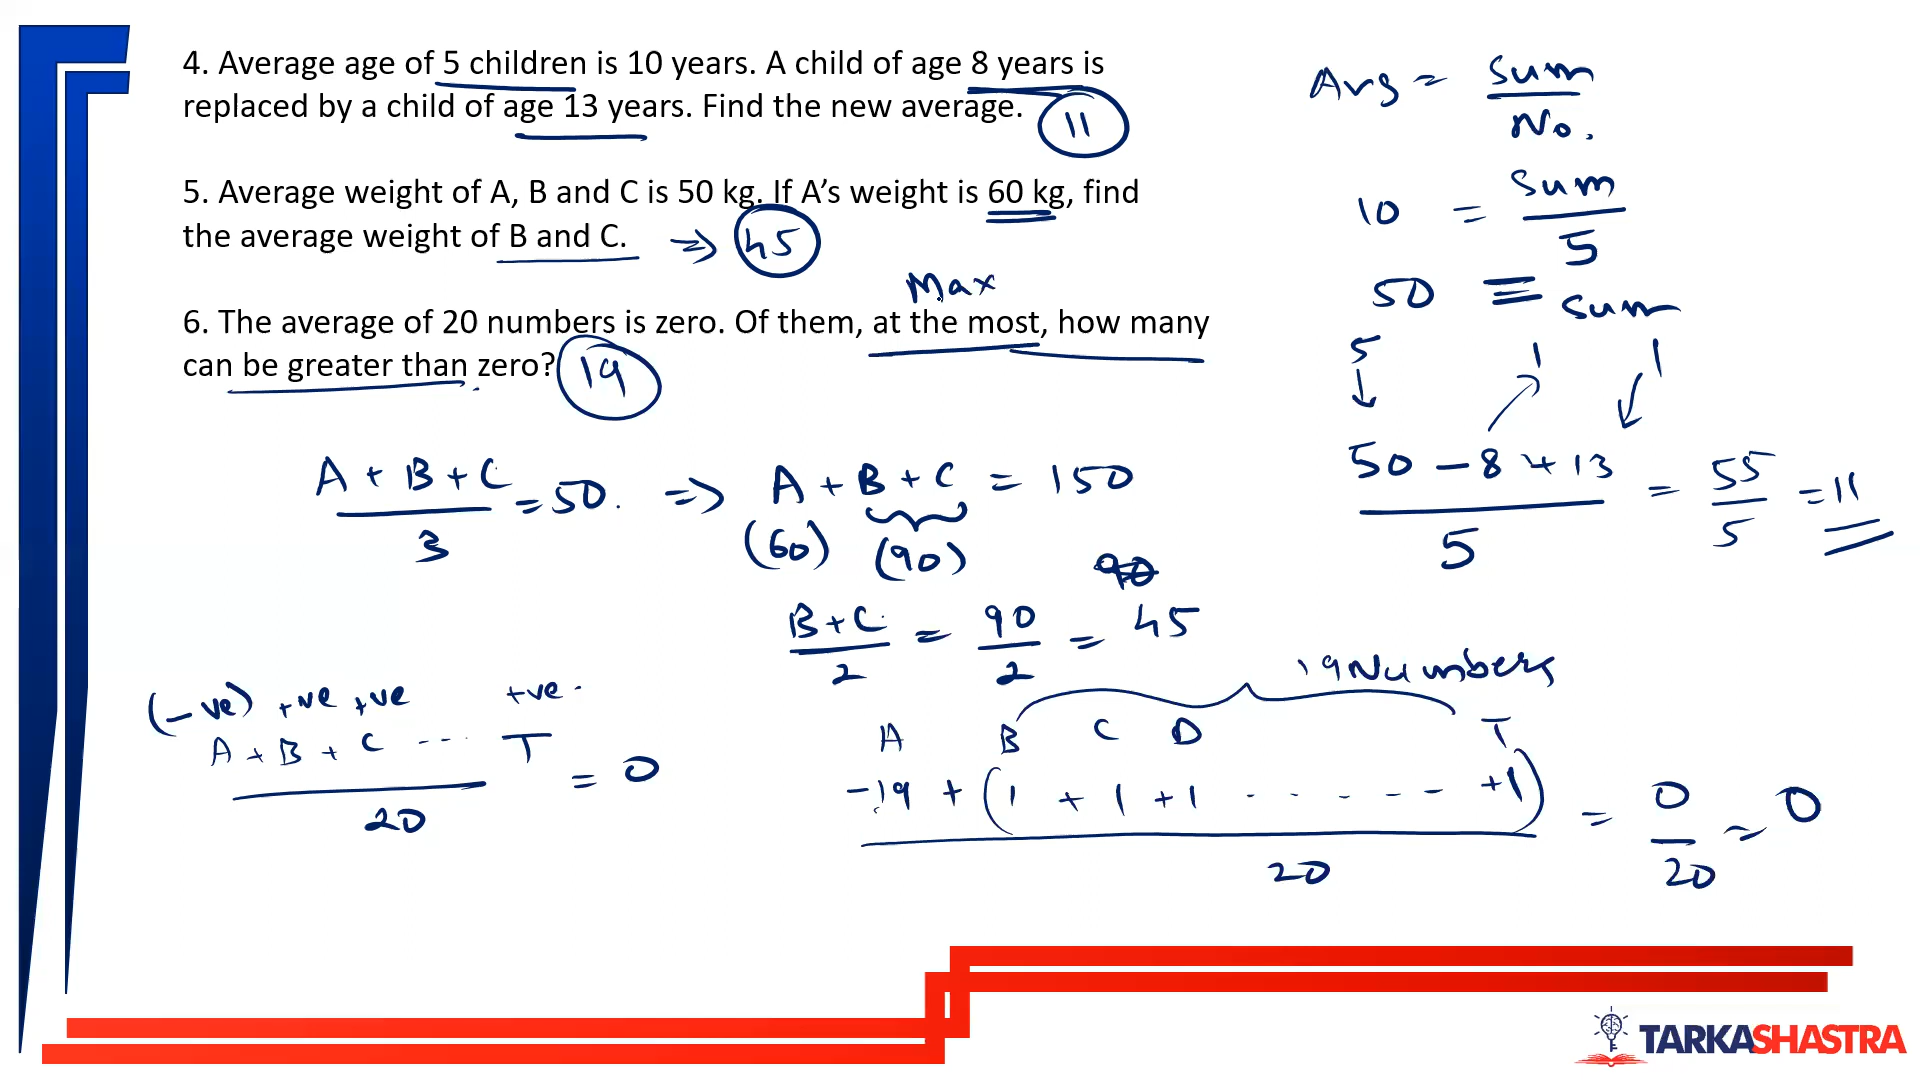 4. Average age of 5 children is 10 years. A child of age 8 years is
replaced by a child of age 13 years. Find the new average.
11
5. Average weight of A, B and C is 50 kg. If A’s weight is 60 kg, find
the average weight of B and C. => 45
Max
6. The average of 20 numbers is zero. Of them, at the most, how many
can be greater than zero? 19
Avg = sum
No.
10 = sum
5
50 = sum
5 1 1
50 - 8 + 13 = 55 = 11
5 5
A + B + C = 50. => A + B + C = 150
3 (60) (90)
90
B + C = 90 = 45
2 2
(-ve) +ve +ve +ve
A + B + C ... T = 0
20
19 Numbers
A B C D T
-19 + (1 + 1 + 1 ...... +1) = 0 = 0
20 20
TARKASHASTRA